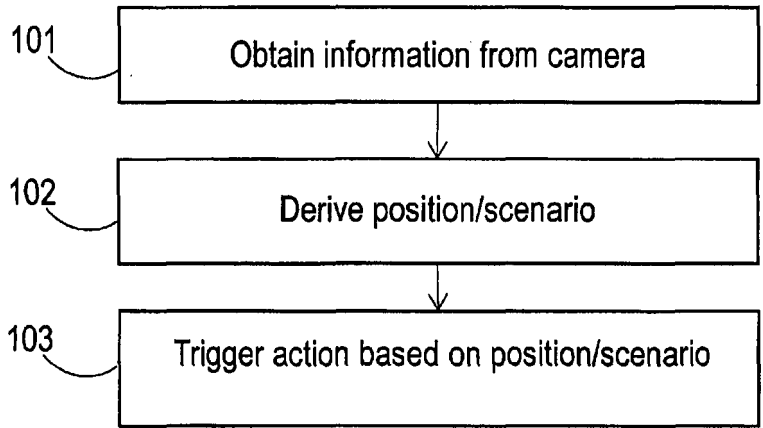 101
Obtain information from camera
102
Derive position/scenario
103
Trigger action based on position/scenario